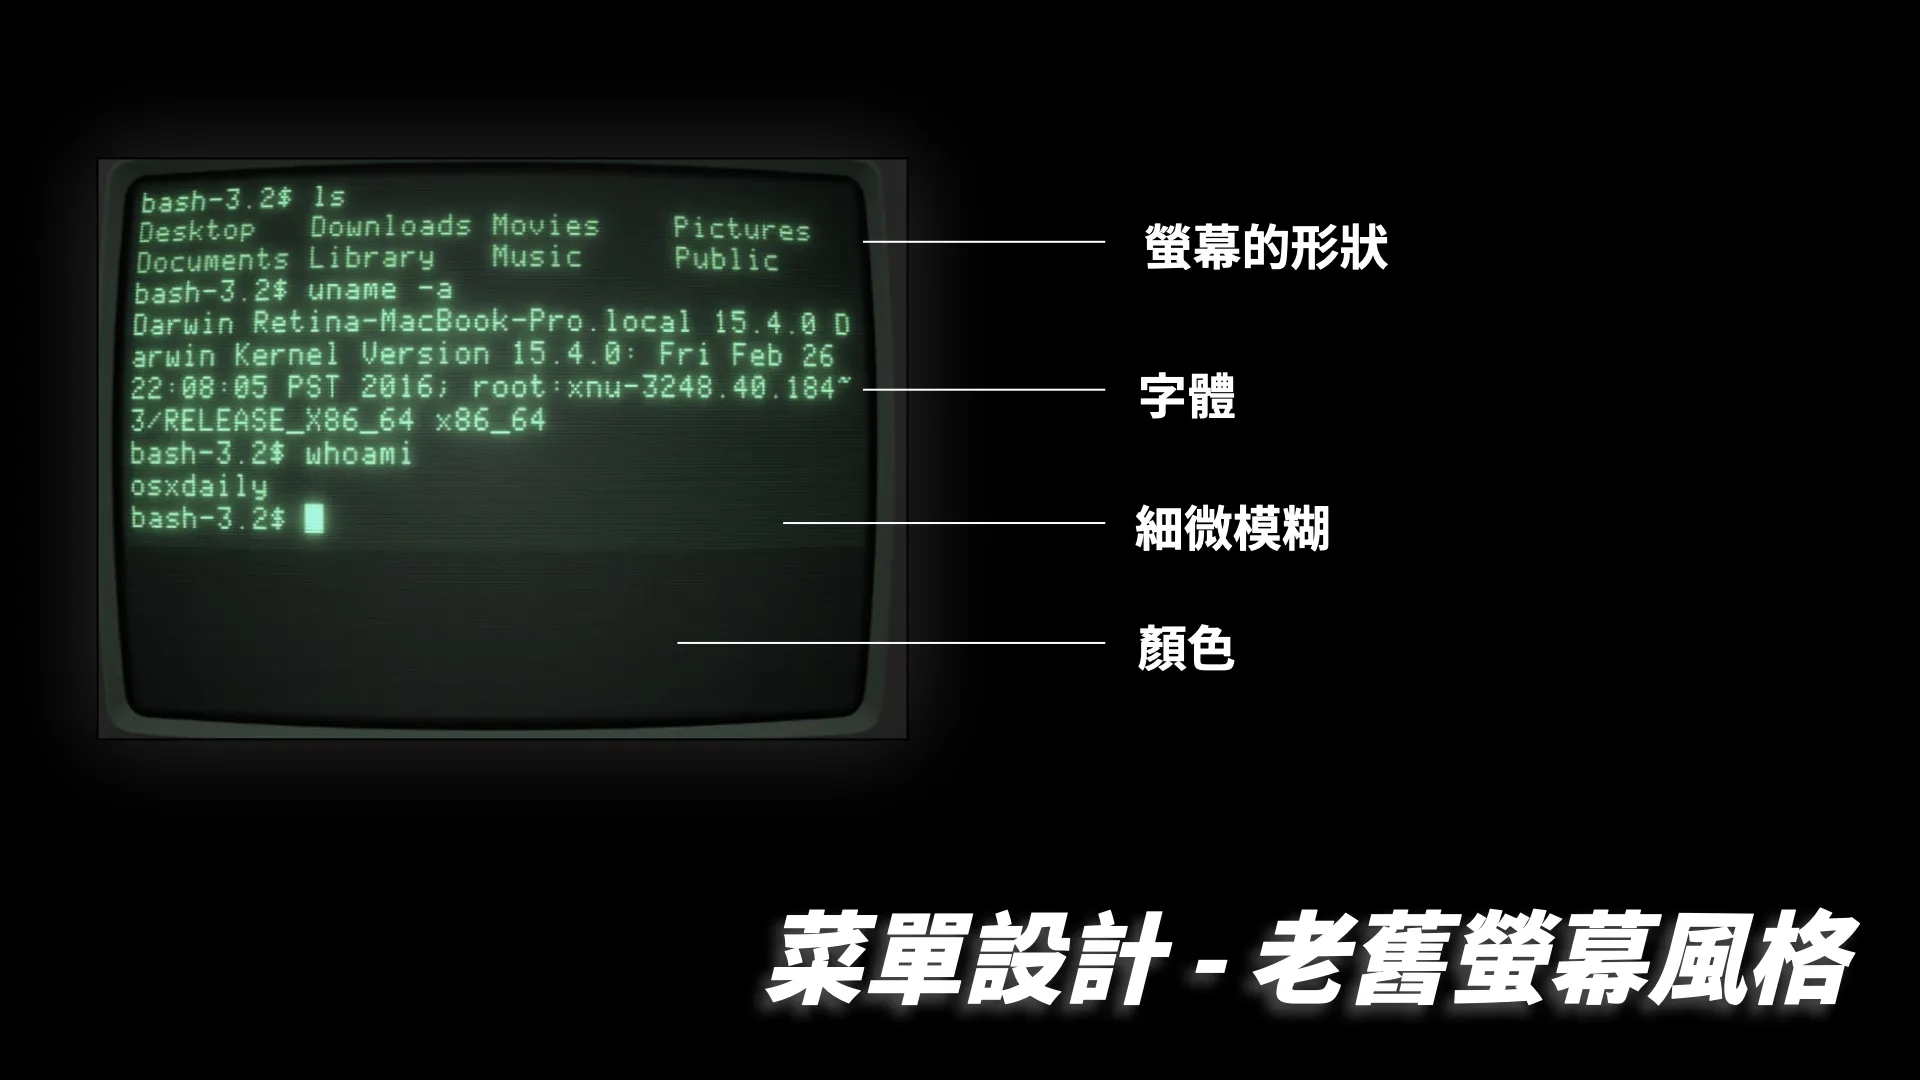 bash-3.2$ ls
Desktop Downloads Movies Pictures
Documents Library Music Public
bash-3.2$ uname -a
Darwin Retina-MacBook-Pro.local 15.4.0 D
arwin Kernel Version 15.4.0: Fri Feb 26
22:08:05 PST 2016; root:xnu-3248.40.184~
3/RELEASE_X86_64 x86_64
bash-3.2$ whoami
osxdaily
bash-3.2$
螢幕的形狀
字體
細微模糊
顏色
菜單設計 - 老舊螢幕風格